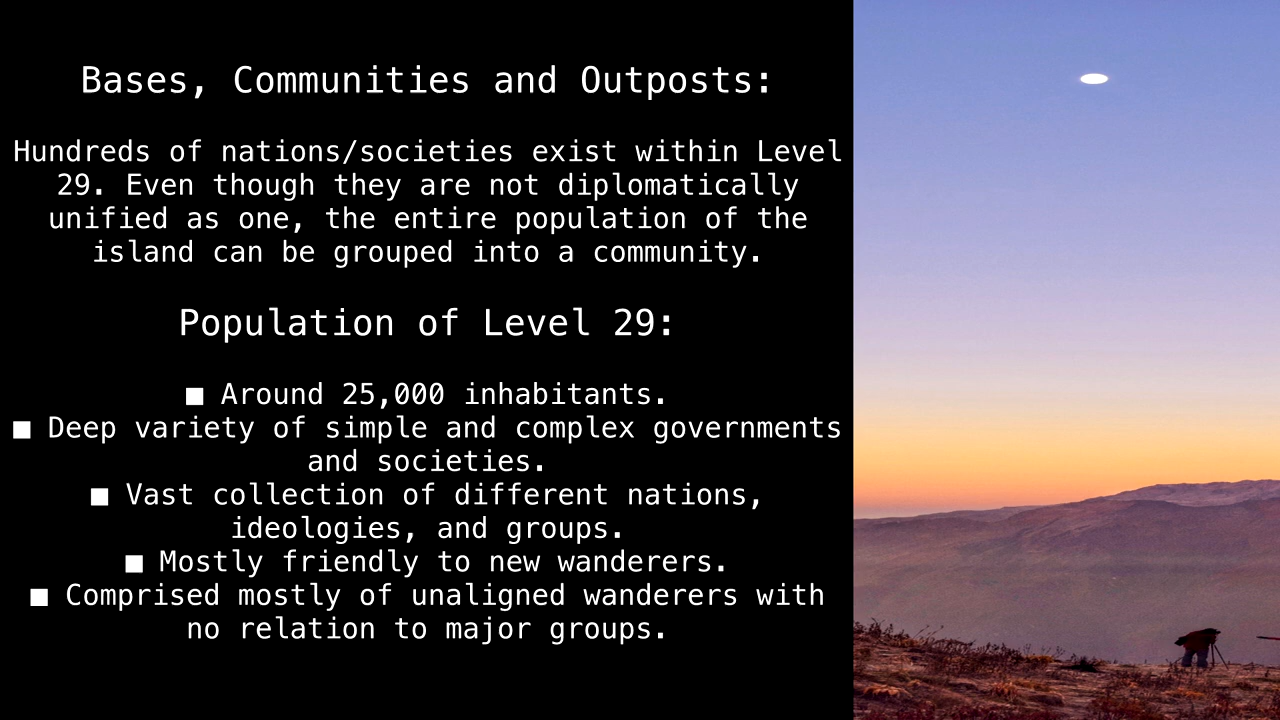 Bases, Communities and Outposts:
Hundreds of nations/societies exist within Level
29. Even though they are not diplomatically
unified as one, the entire population of the
island can be grouped into a community.
Population of Level 29:
■ Around 25,000 inhabitants.
■ Deep variety of simple and complex governments
and societies.
■ Vast collection of different nations,
ideologies, and groups.
■ Mostly friendly to new wanderers.
■ Comprised mostly of unaligned wanderers with
no relation to major groups.